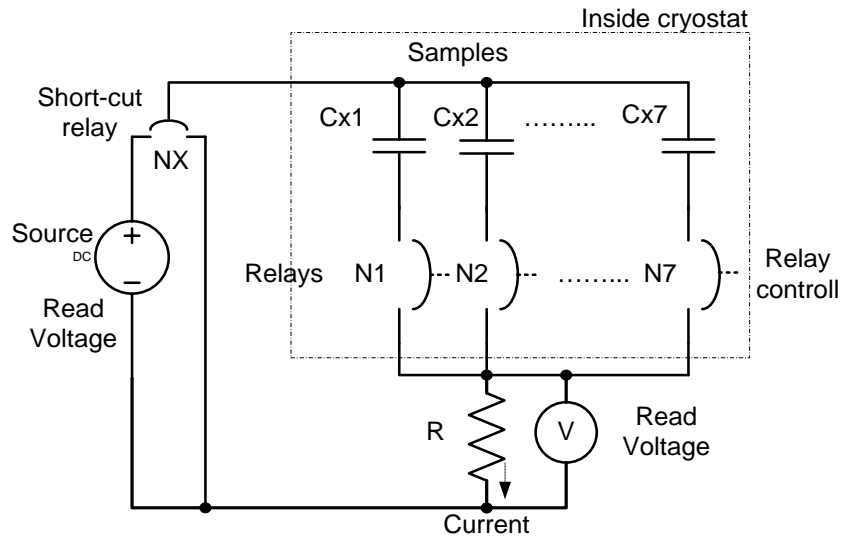 Inside cryostat
Samples
Short-cut
relay
NX
Cx1
Cx2
……...
Cx7
Source
DC
+
−
Read
Voltage
Relays
N1
N2
……...
N7
Relay
controll
R
V
Read
Voltage
Current